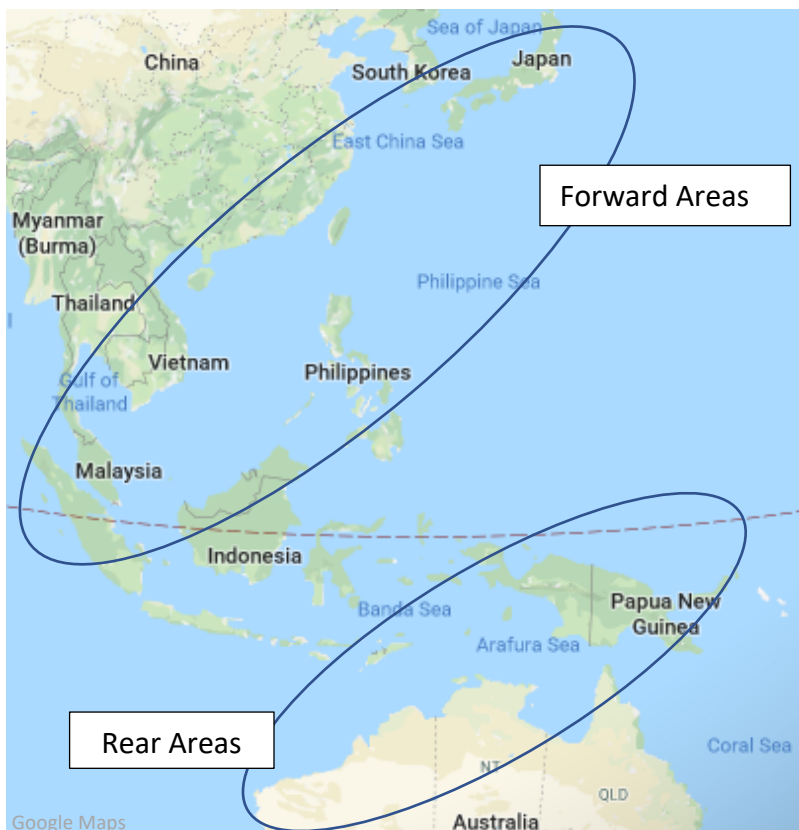 Sea of Japan
China
South Korea
Japan
East China Sea
Forward Areas
Myanmar
(Burma)
Philippine Sea
Thailand
l
Vietnam
Philippines
Gulf of
Thailand
Malaysia
Indonesia
Banda Sea
Papua New
Guinea
Arafura Sea
Rear Areas
Coral Sea
NT
QLD
Google Maps
Australia